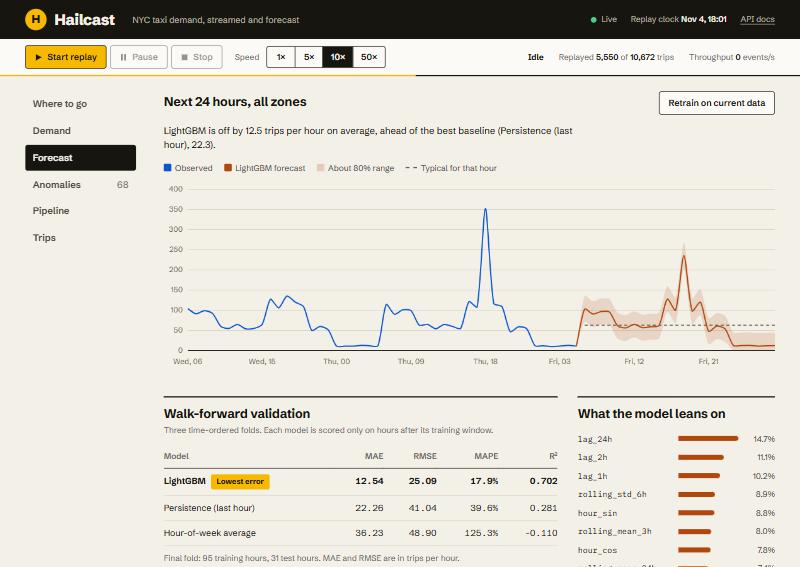 H Hailcast NYC taxi demand, streamed and forecast Live Replay clock Nov 4, 18:01 API docs
Start replay Pause Stop Speed 1× 5× 10× 50× Idle Replayed 5,550 of 10,672 trips Throughput 0 events/s
Where to go
Demand
Forecast
Anomalies 68
Pipeline
Trips
Next 24 hours, all zones Retrain on current data
LightGBM is off by 12.5 trips per hour on average, ahead of the best baseline (Persistence (last
hour), 22.3).
Observed LightGBM forecast About 80% range Typical for that hour
400
350
300
250
200
150
100
50
0
Wed, 06 Wed, 15 Thu, 00 Thu, 09 Thu, 18 Fri, 03 Fri, 12 Fri, 21
Walk-forward validation
Three time-ordered folds. Each model is scored only on hours after its training window.
Model MAE RMSE MAPE R²
LightGBM Lowest error 12.54 25.09 17.9% 0.702
Persistence (last hour) 22.26 41.04 39.6% 0.281
Hour-of-week average 36.23 48.90 125.3% -0.110
Final fold: 95 training hours, 31 test hours. MAE and RMSE are in trips per hour.
What the model leans on
lag_24h 14.7%
lag_2h 11.1%
lag_1h 10.2%
rolling_std_6h 8.9%
hour_sin 8.8%
rolling_mean_3h 8.0%
hour_cos 7.8%